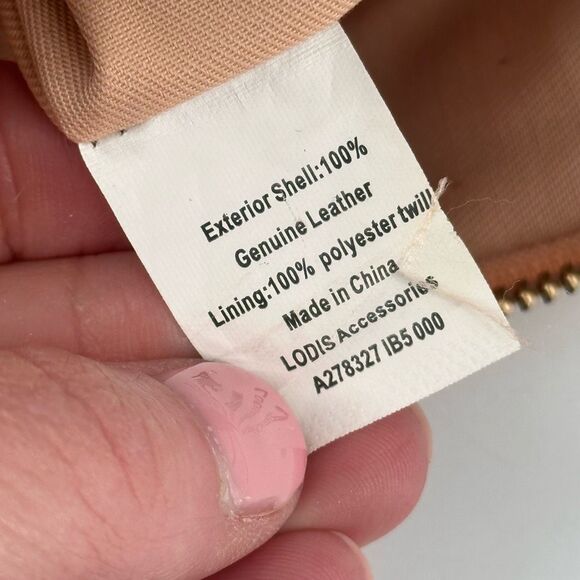 Exterior Shell:100%
Genuine Leather
Lining:100% polyester twill
Made in China
LODIS Accessories
A278327 IB5 000